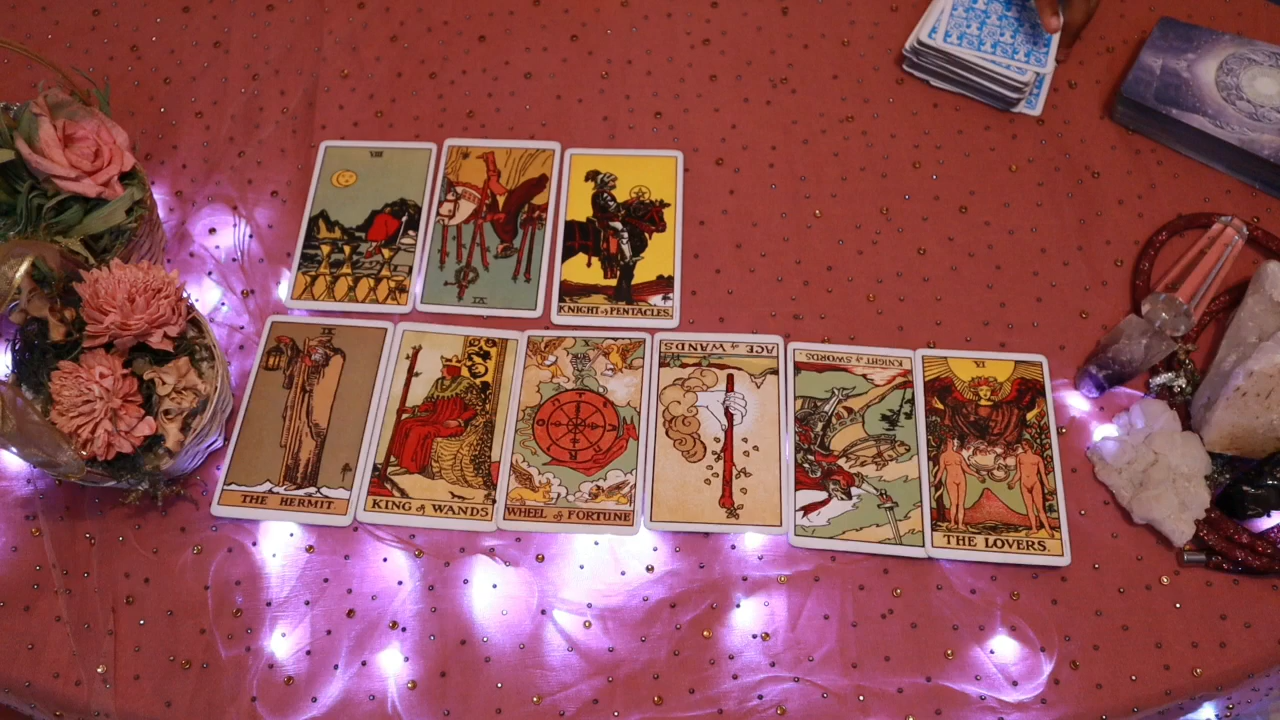 VIII
VI
KNIGHT of PENTACLES.
IX
THE HERMIT.
KING of WANDS
X
WHEEL of FORTUNE
ACE of WANDS
KNIGHT of SWORDS.
VI
THE LOVERS.